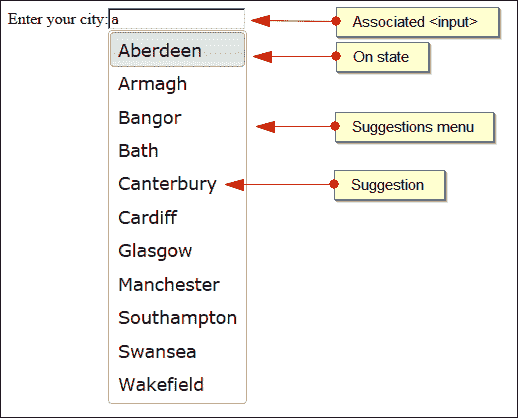 Enter your city:a
Associated <input>
Aberdeen
On state
Armagh
Bangor
Suggestions menu
Bath
Canterbury
Suggestion
Cardiff
Glasgow
Manchester
Southampton
Swansea
Wakefield